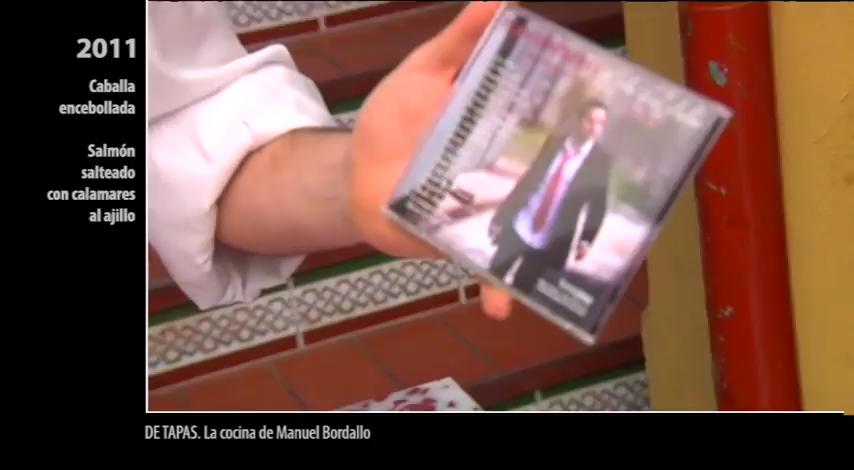 2011
Caballa
encebollada
Salmón
salteado
con calamares
al ajillo
DE TAPAS. La cocina de Manuel Bordallo